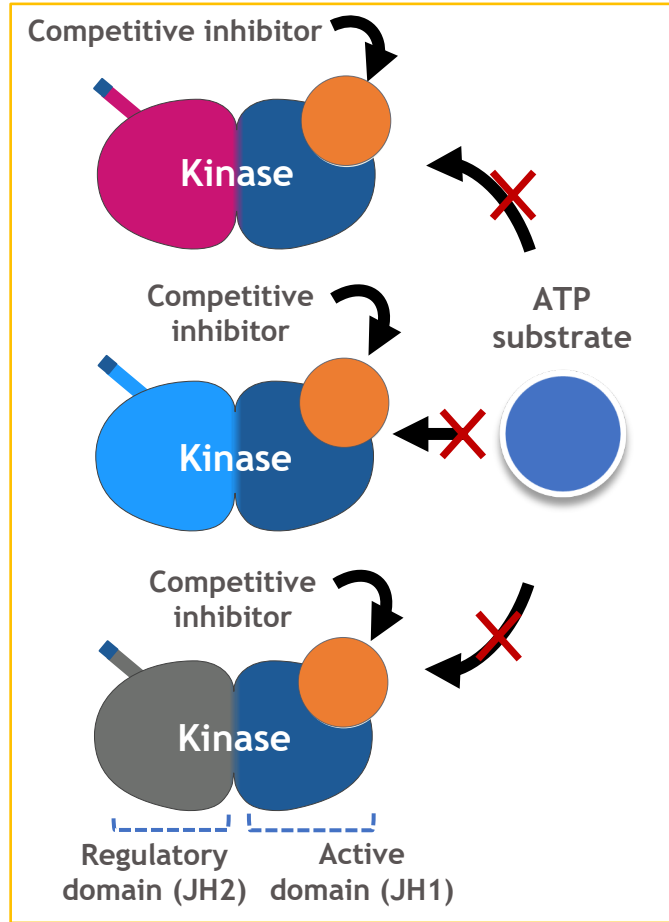 Competitive inhibitor
Kinase
ATP
substrate
Competitive
inhibitor
Kinase
Competitive
inhibitor
Kinase
Regulatory
domain (JH2)
Active
domain (JH1)